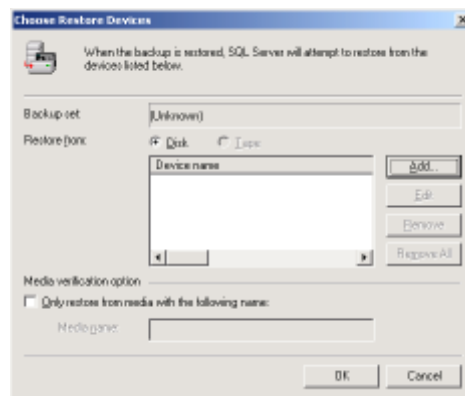 Choose Restore Devices
When the backup is restored, SQL Server will attempt to restore from the
devices listed below.
Backup set: (Unknown)
Restore from: Disk Tape
Device name
Add...
Edit
Remove
Remove All
Media verification option
Only restore from media with the following name:
Media name:
OK Cancel